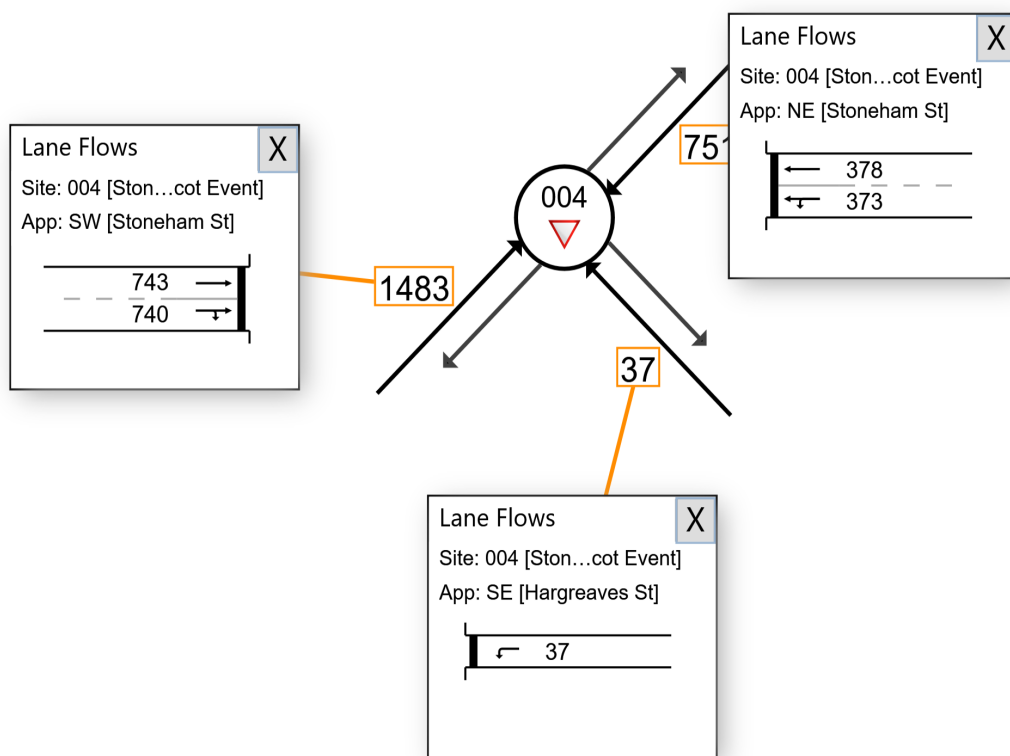 Lane Flows X
Site: 004 [Ston...cot Event]
App: NE [Stoneham St]
378
373
751
004
Lane Flows X
Site: 004 [Ston...cot Event]
App: SW [Stoneham St]
743
740
1483
37
Lane Flows X
Site: 004 [Ston...cot Event]
App: SE [Hargreaves St]
37